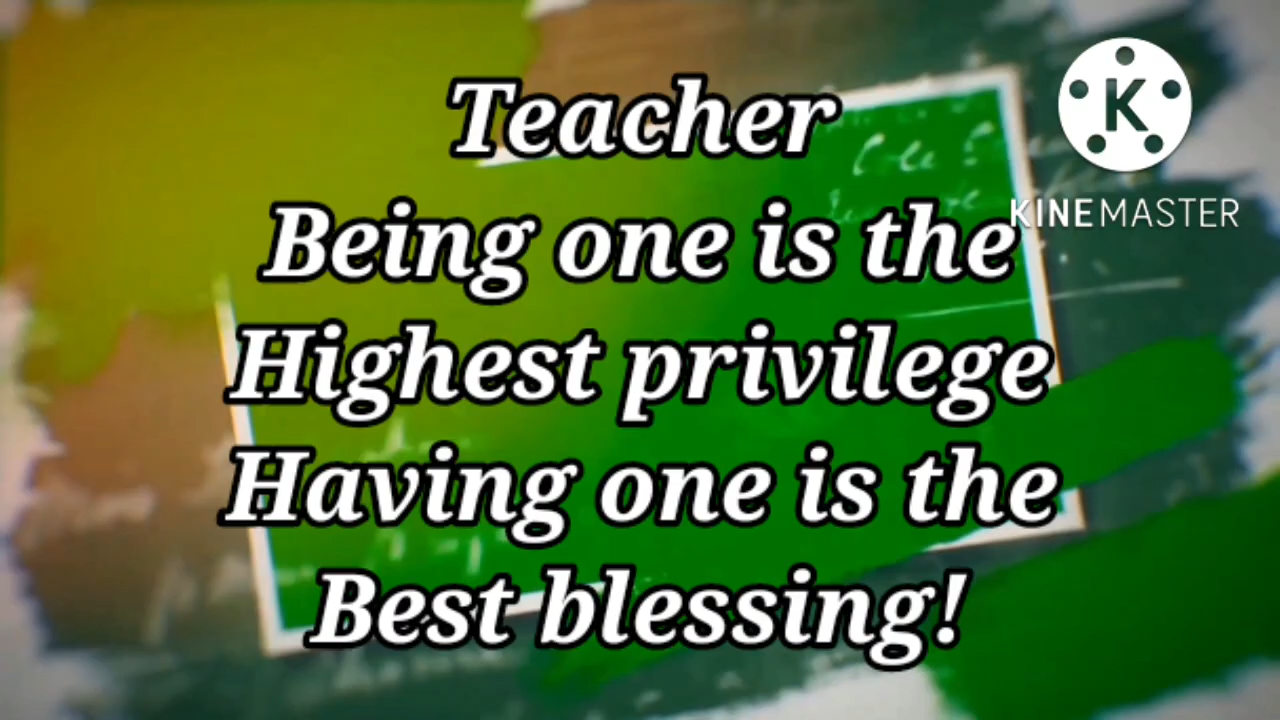 Teacher
Being one is the
Highest privilege
Having one is the
Best blessing!
K
KINEMASTER